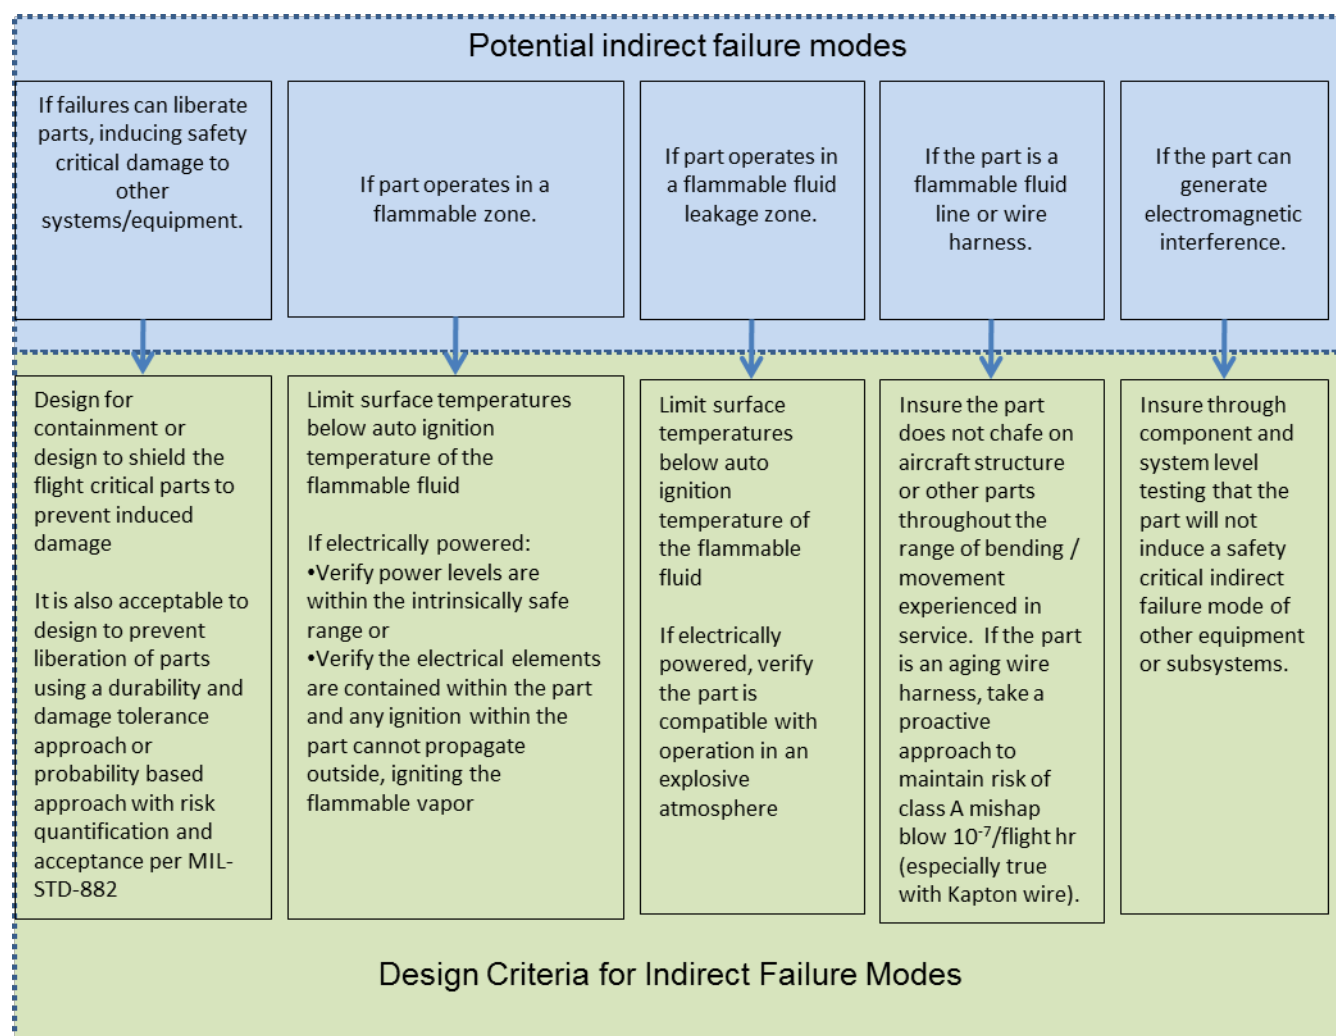 Potential indirect failure modes
If failures can liberate
parts, inducing safety
critical damage to
other
systems/equipment.
If part operates in a
flammable zone.
If part operates in
a flammable fluid
leakage zone.
If the part is a
flammable fluid
line or wire
harness.
If the part can
generate
electromagnetic
interference.
Design for
containment or
design to shield the
flight critical parts to
prevent induced
damage
It is also acceptable to
design to prevent
liberation of parts
using a durability and
damage tolerance
approach or
probability based
approach with risk
quantification and
acceptance per MIL-
STD-882
Limit surface temperatures
below auto ignition
temperature of the
flammable fluid
If electrically powered:
•Verify power levels are
within the intrinsically safe
range or
•Verify the electrical elements
are contained within the part
and any ignition within the
part cannot propagate
outside, igniting the
flammable vapor
Limit surface
temperatures
below auto
ignition
temperature of
the flammable
fluid
If electrically
powered, verify
the part is
compatible with
operation in an
explosive
atmosphere
Insure the part
does not chafe on
aircraft structure
or other parts
throughout the
range of bending /
movement
experienced in
service.  If the part
is an aging wire
harness, take a
proactive
approach to
maintain risk of
class A mishap
blow 10⁻⁷/flight hr
(especially true
with Kapton wire).
Insure through
component and
system level
testing that the
part will not
induce a safety
critical indirect
failure mode of
other equipment
or subsystems.
Design Criteria for Indirect Failure Modes